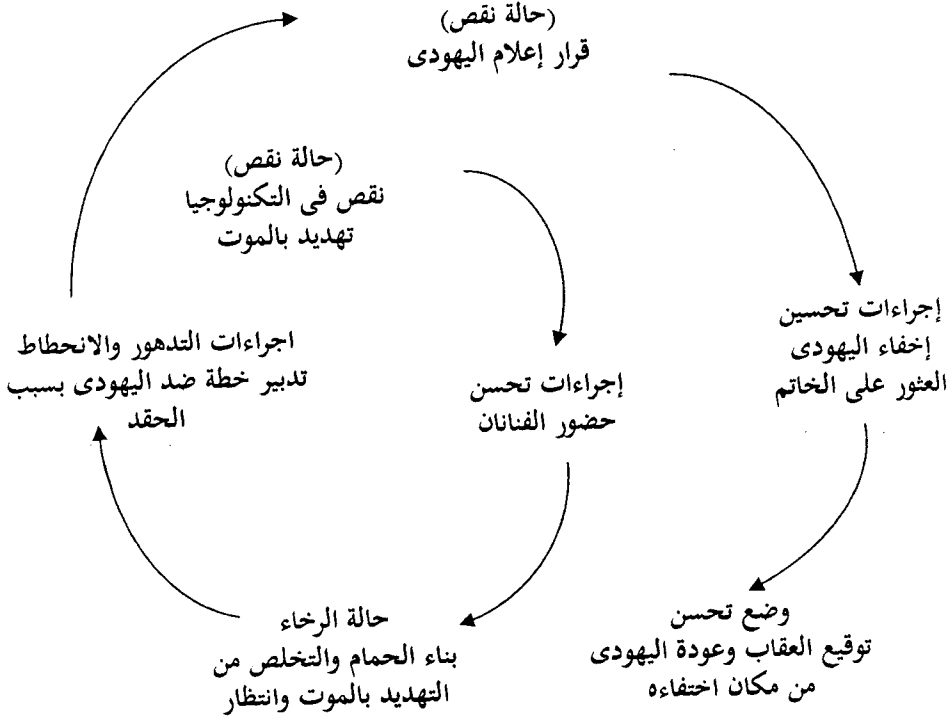 (حالة نقص)
قرار إعلام اليهودى
(حالة نقص)
نقص فى التكنولوجيا
تهديد بالموت
إجراءات تحسين
إخفاء اليهودى
العثور على الخاتم
اجراءات التدهور والانحطاط
تدبير خطة ضد اليهودى بسبب
الحقد
إجراءات تحسن
حضور الفنانان
وضع تحسن
توقيع العقاب وعودة اليهودى
من مكان اختفاءه
حالة الرخاء
بناء الحمام والتخلص من
التهديد بالموت وانتظار